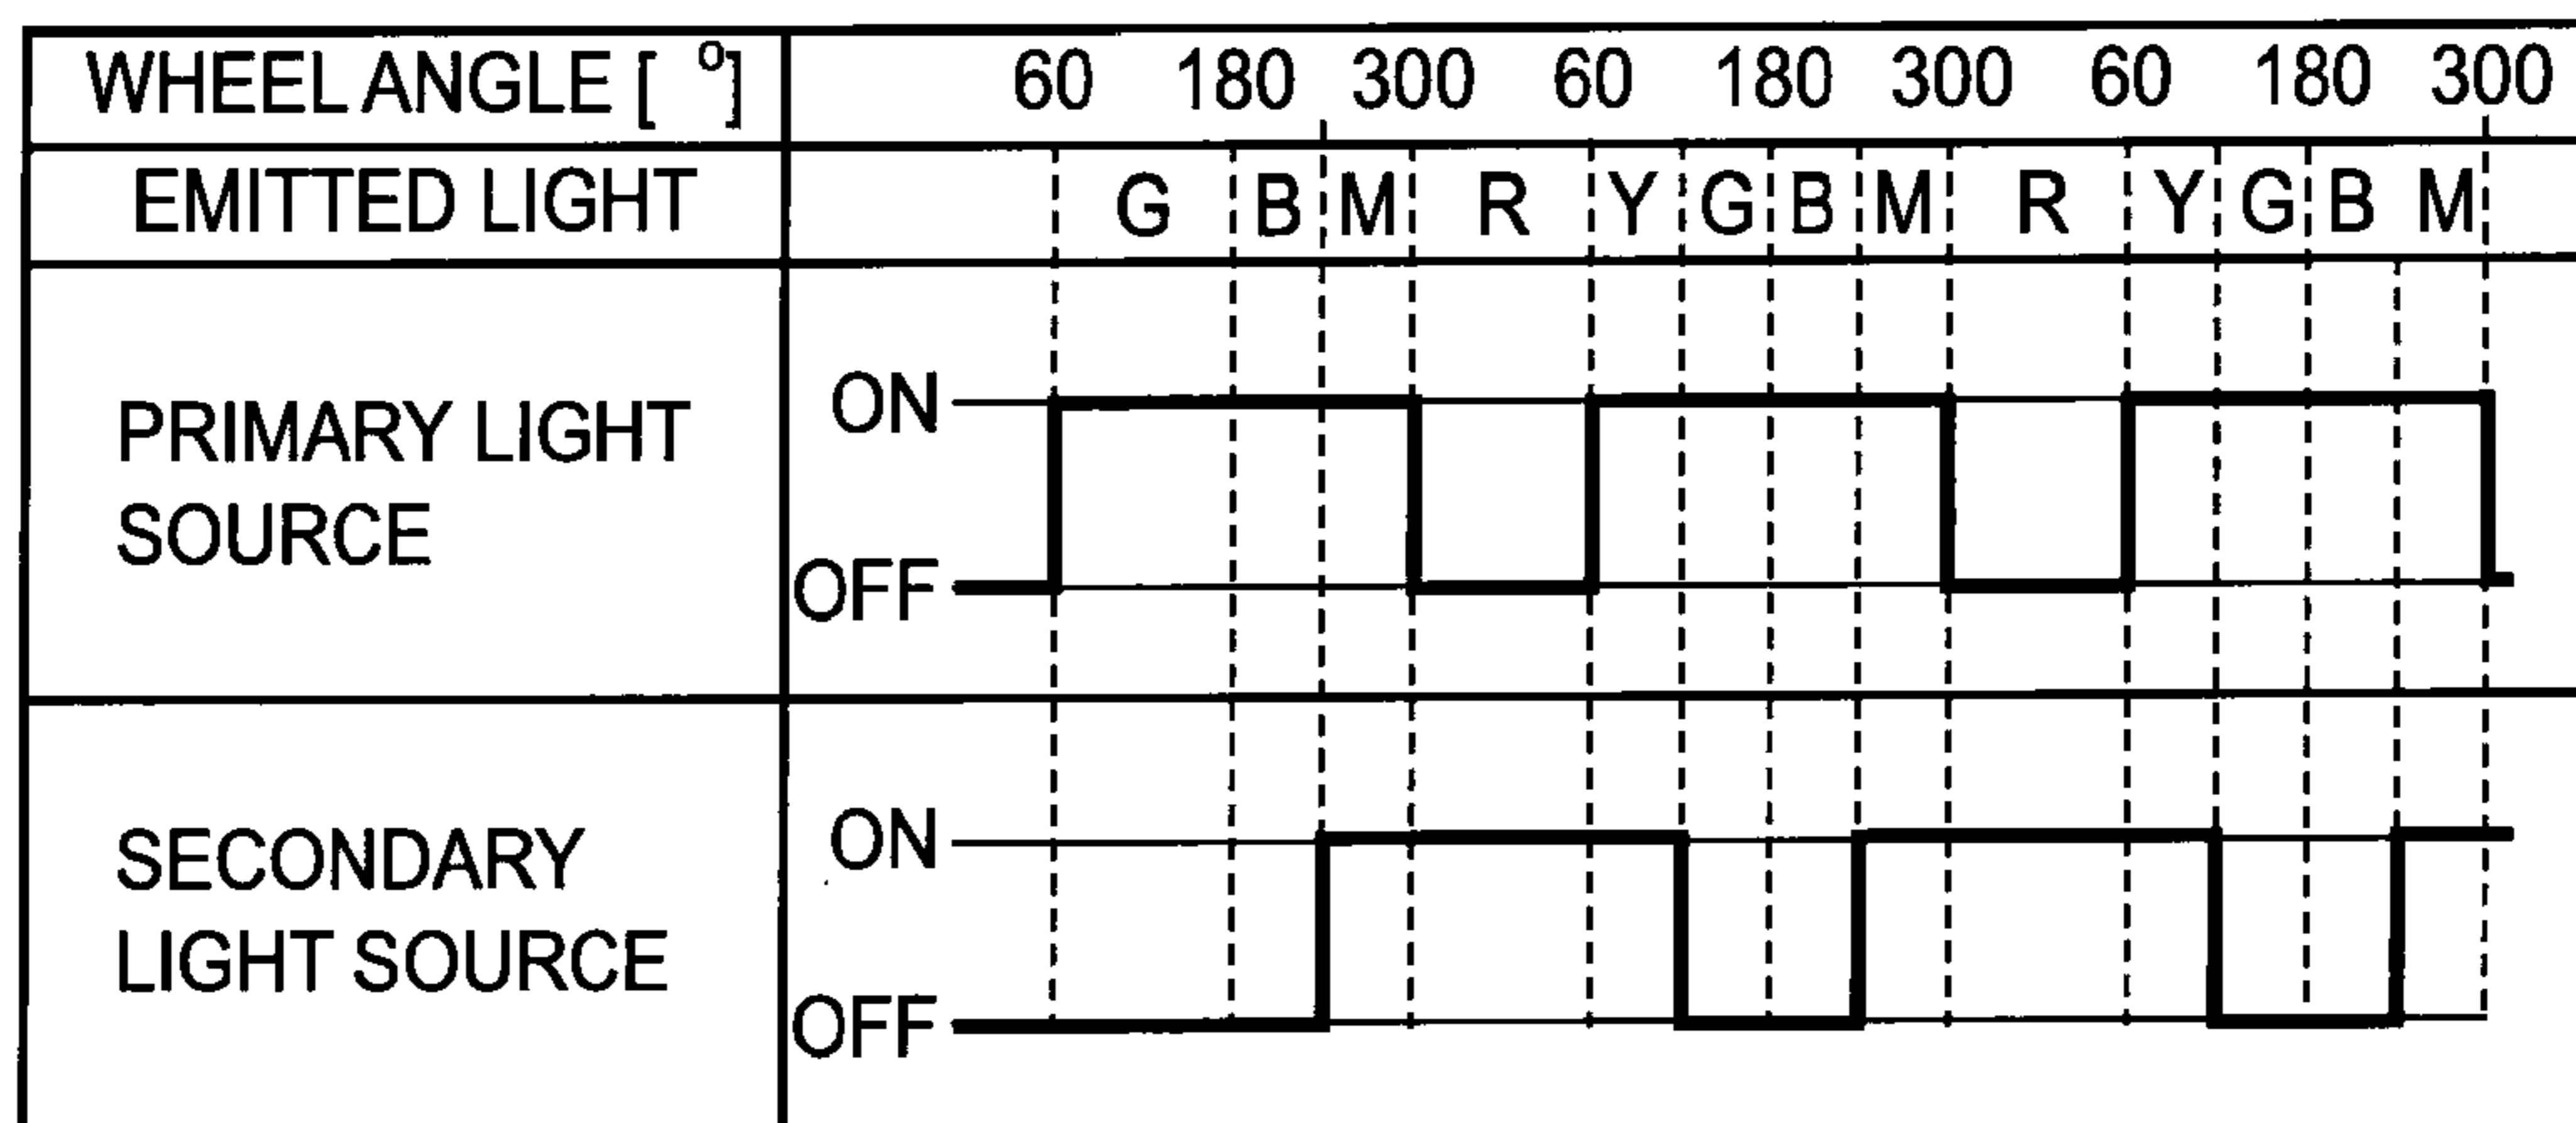 WHEEL ANGLE [ °] 60 180 300 60 180 300 60 180 300
EMITTED LIGHT G B M R Y G B M R Y G B M
PRIMARY LIGHT
SOURCE
ON
OFF
SECONDARY
LIGHT SOURCE
ON
OFF